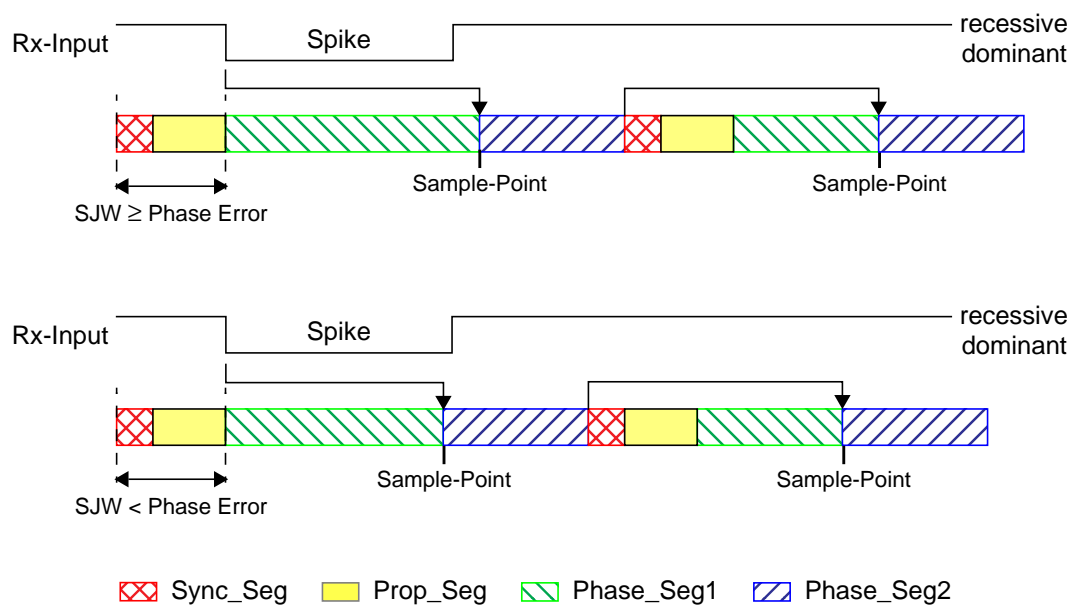 Rx-Input
Spike
recessive
dominant
Sample-Point
Sample-Point
SJW ≥ Phase Error
Rx-Input
Spike
recessive
dominant
Sample-Point
Sample-Point
SJW < Phase Error
Sync_Seg
Prop_Seg
Phase_Seg1
Phase_Seg2